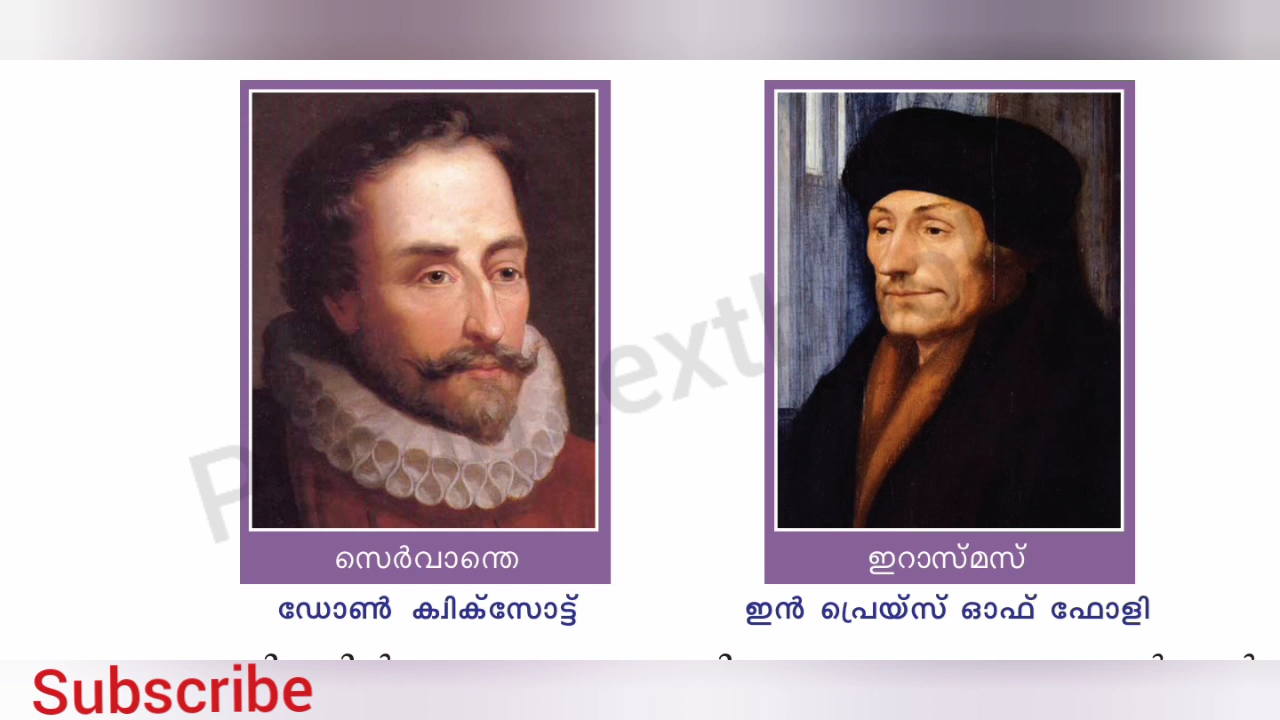 സെർവാന്തെ
ഇറാസ്മസ്
ഡോൺ ക്വിക്സോട്ട്
ഇൻ പ്രെയ്സ് ഓഫ് ഫോളി
Subscribe